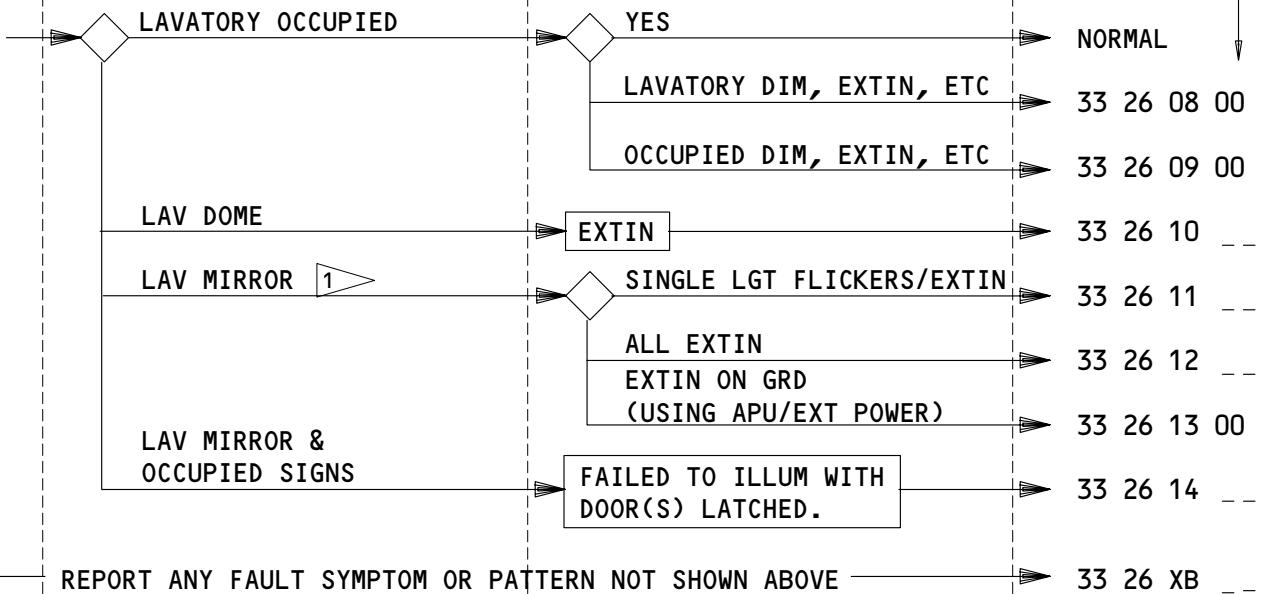 LAVATORY OCCUPIED YES NORMAL
LAVATORY DIM, EXTIN, ETC 33 26 08 00
OCCUPIED DIM, EXTIN, ETC 33 26 09 00
LAV DOME EXTIN 33 26 10 _ _
LAV MIRROR 1 SINGLE LGT FLICKERS/EXTIN 33 26 11 _ _
ALL EXTIN 33 26 12 _ _
EXTIN ON GRD
(USING APU/EXT POWER) 33 26 13 00
LAV MIRROR &
OCCUPIED SIGNS
FAILED TO ILLUM WITH
DOOR(S) LATCHED.
33 26 14 _ _
REPORT ANY FAULT SYMPTOM OR PATTERN NOT SHOWN ABOVE 33 26 XB _ _